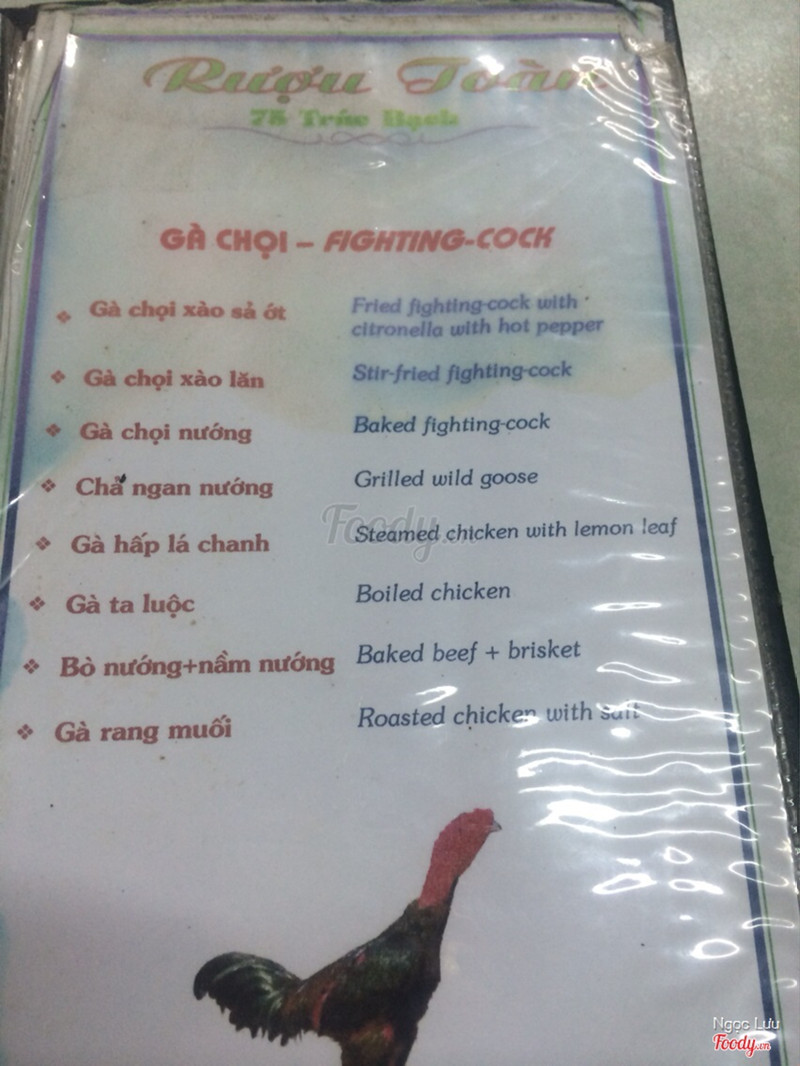 Rượu Toàn
75 Trúc Bạch
GÀ CHỌI – FIGHTING-COCK
❖ Gà chọi xào sả ớt Fried fighting-cock with
citronella with hot pepper
❖ Gà chọi xào lăn Stir-fried fighting-cock
❖ Gà chọi nướng Baked fighting-cock
❖ Chả ngan nướng Grilled wild goose
❖ Gà hấp lá chanh Steamed chicken with lemon leaf
❖ Gà ta luộc Boiled chicken
❖ Bò nướng+nầm nướng Baked beef + brisket
❖ Gà rang muối Roasted chicken with salt
Foody.vn
Ngọc Lưu
Foody.vn